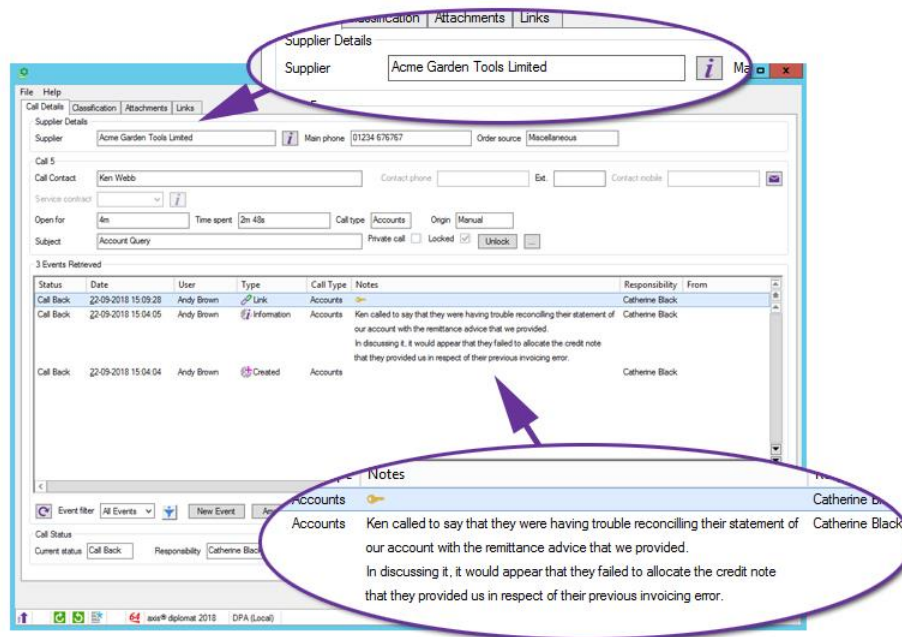 Classification Attachments Links
Supplier Details
Supplier Acme Garden Tools Limited i
File Help
Call Details Classification Attachments Links
Supplier Details
Supplier Acme Garden Tools Limited i Main phone 01234 676767 Order source Miscellaneous
Call 5
Call Contact Ken Webb Contact phone Ext. Contact mobile
Service contract i
Open for 4m Time spent 2m 48s Call type Accounts Origin Manual
Subject Account Query Private call Locked Unlock ...
3 Events Retrieved
Status Date User Type Call Type Notes Responsibility From
Call Back 22-09-2018 15:09:28 Andy Brown Link Accounts Catherine Black
Call Back 22-09-2018 15:04:05 Andy Brown Information Accounts Ken called to say that they were having trouble reconciling their statement of Catherine Black
our account with the remittance advice that we provided.
In discussing it, it would appear that they failed to allocate the credit note
that they provided us in respect of their previous invoicing error.
Call Back 22-09-2018 15:04:04 Andy Brown Created Accounts Catherine Black
Event filter All Events New Event
Call Status
Current status Call Back Responsibility Catherine Black
Notes
Accounts Catherine
Accounts Ken called to say that they were having trouble reconciling their statement of Catherine Black
our account with the remittance advice that we provided.
In discussing it, it would appear that they failed to allocate the credit note
that they provided us in respect of their previous invoicing error.
64 axis® diplomat 2018 DPA (Local)